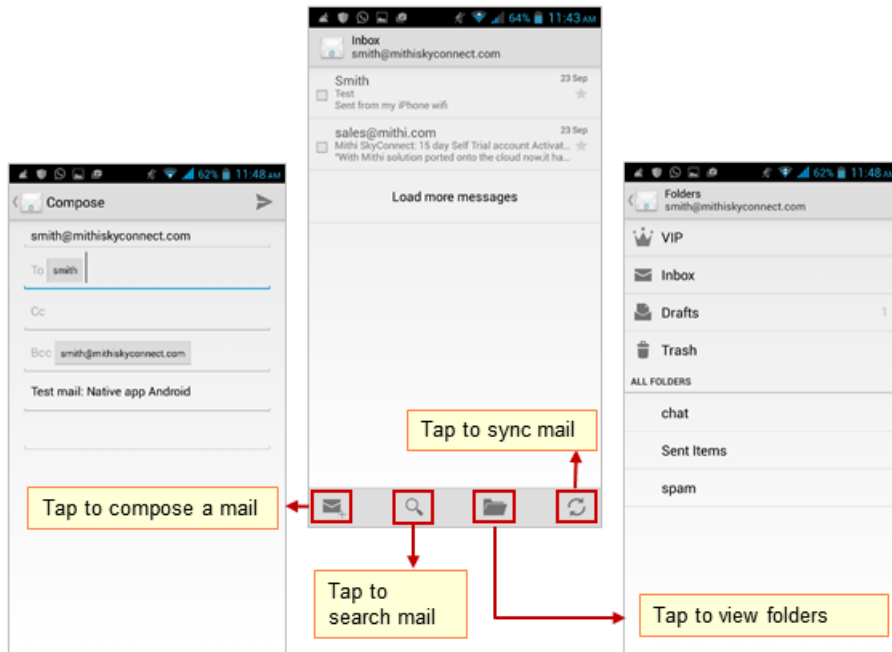 62% 11:48 AM
Compose
smith@mithiskyconnect.com
To smith
Cc
Bcc smith@mithiskyconnect.com
Test mail: Native app Android
Tap to compose a mail
64% 11:43 AM
Inbox
smith@mithiskyconnect.com
Smith
23 Sep
Test
Sent from my iPhone wifi
sales@mithi.com
23 Sep
Mithi SkyConnect: 15 day Self Trial account Activat...
"With Mithi solution ported onto the cloud now,it ha...
Load more messages
Tap to sync mail
Tap to
search mail
62% 11:48 AM
Folders
smith@mithiskyconnect.com
VIP
Inbox
Drafts 1
Trash
ALL FOLDERS
chat
Sent Items
spam
Tap to view folders